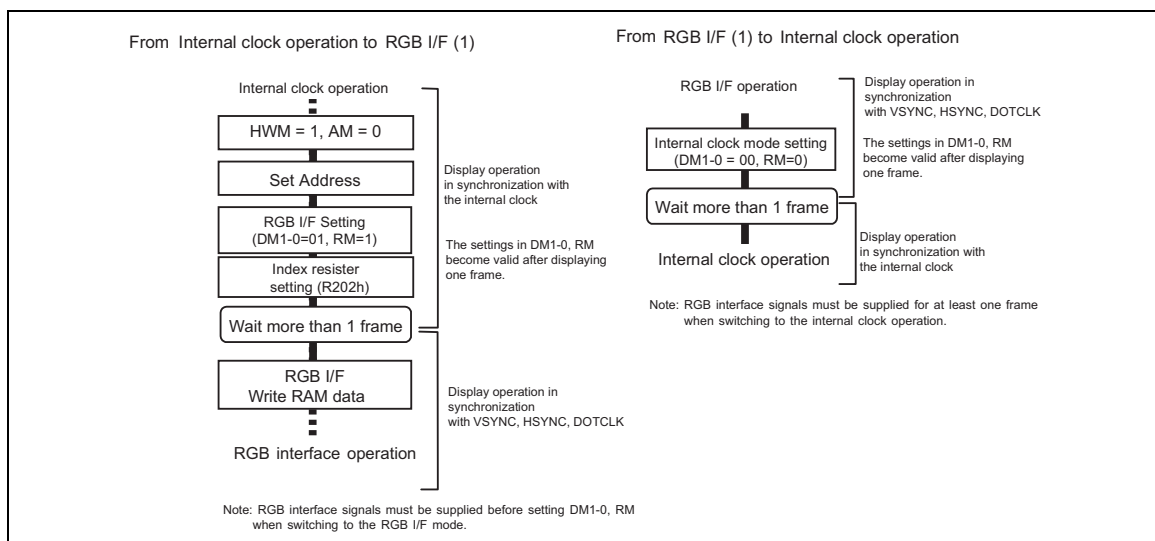 From Internal clock operation to RGB I/F (1)
Internal clock operation
HWM = 1, AM = 0
Set Address
RGB I/F Setting
(DM1-0=01, RM=1)
Index resister
setting (R202h)
Wait more than 1 frame
RGB I/F
Write RAM data
RGB interface operation
Display operation
in synchronization with
the internal clock
The settings in DM1-0, RM
become valid after displaying
one frame.
Display operation in
synchronization
with VSYNC, HSYNC, DOTCLK
Note: RGB interface signals must be supplied before setting DM1-0, RM
when switching to the RGB I/F mode.
From RGB I/F (1) to Internal clock operation
RGB I/F operation
Internal clock mode setting
(DM1-0 = 00, RM=0)
Wait more than 1 frame
Internal clock operation
Display operation in
synchronization
with VSYNC, HSYNC, DOTCLK
The settings in DM1-0, RM
become valid after displaying
one frame.
Display operation
in synchronization with
the internal clock
Note: RGB interface signals must be supplied for at least one frame
when switching to the internal clock operation.